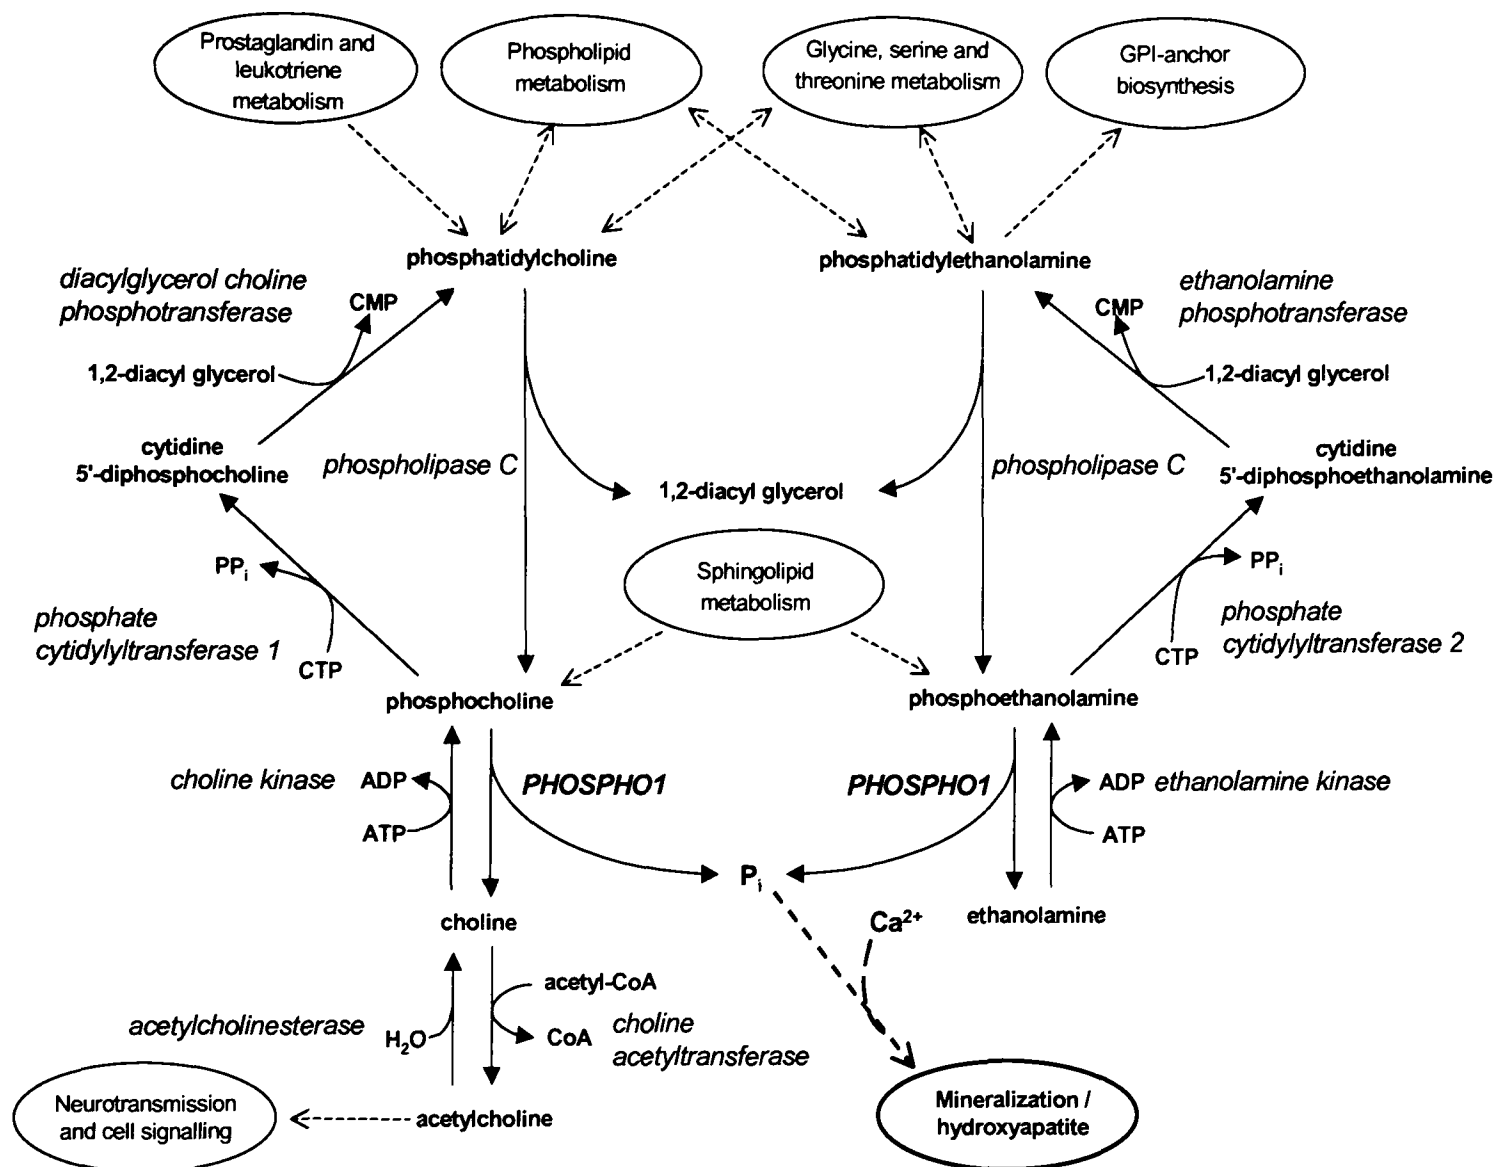 Prostaglandin and
leukotriene
metabolism
Phospholipid
metabolism
Glycine, serine and
threonine metabolism
GPI-anchor
biosynthesis
phosphatidylcholine
phosphatidylethanolamine
diacylglycerol choline
phosphotransferase
CMP
1,2-diacyl glycerol
CMP
ethanolamine
phosphotransferase
1,2-diacyl glycerol
cytidine
5'-diphosphocholine
phospholipase C
1,2-diacyl glycerol
phospholipase C
cytidine
5'-diphosphoethanolamine
PPi
phosphate
cytidylyltransferase 1
CTP
Sphingolipid
metabolism
PPi
CTP
phosphate
cytidylyltransferase 2
phosphocholine
phosphoethanolamine
choline kinase
ADP
ATP
PHOSPHO1
PHOSPHO1
ADP
ethanolamine kinase
ATP
Pi
choline
Ca2+
ethanolamine
acetylcholinesterase
H2O
acetyl-CoA
CoA
choline
acetyltransferase
Neurotransmission
and cell signalling
acetylcholine
Mineralization /
hydroxyapatite